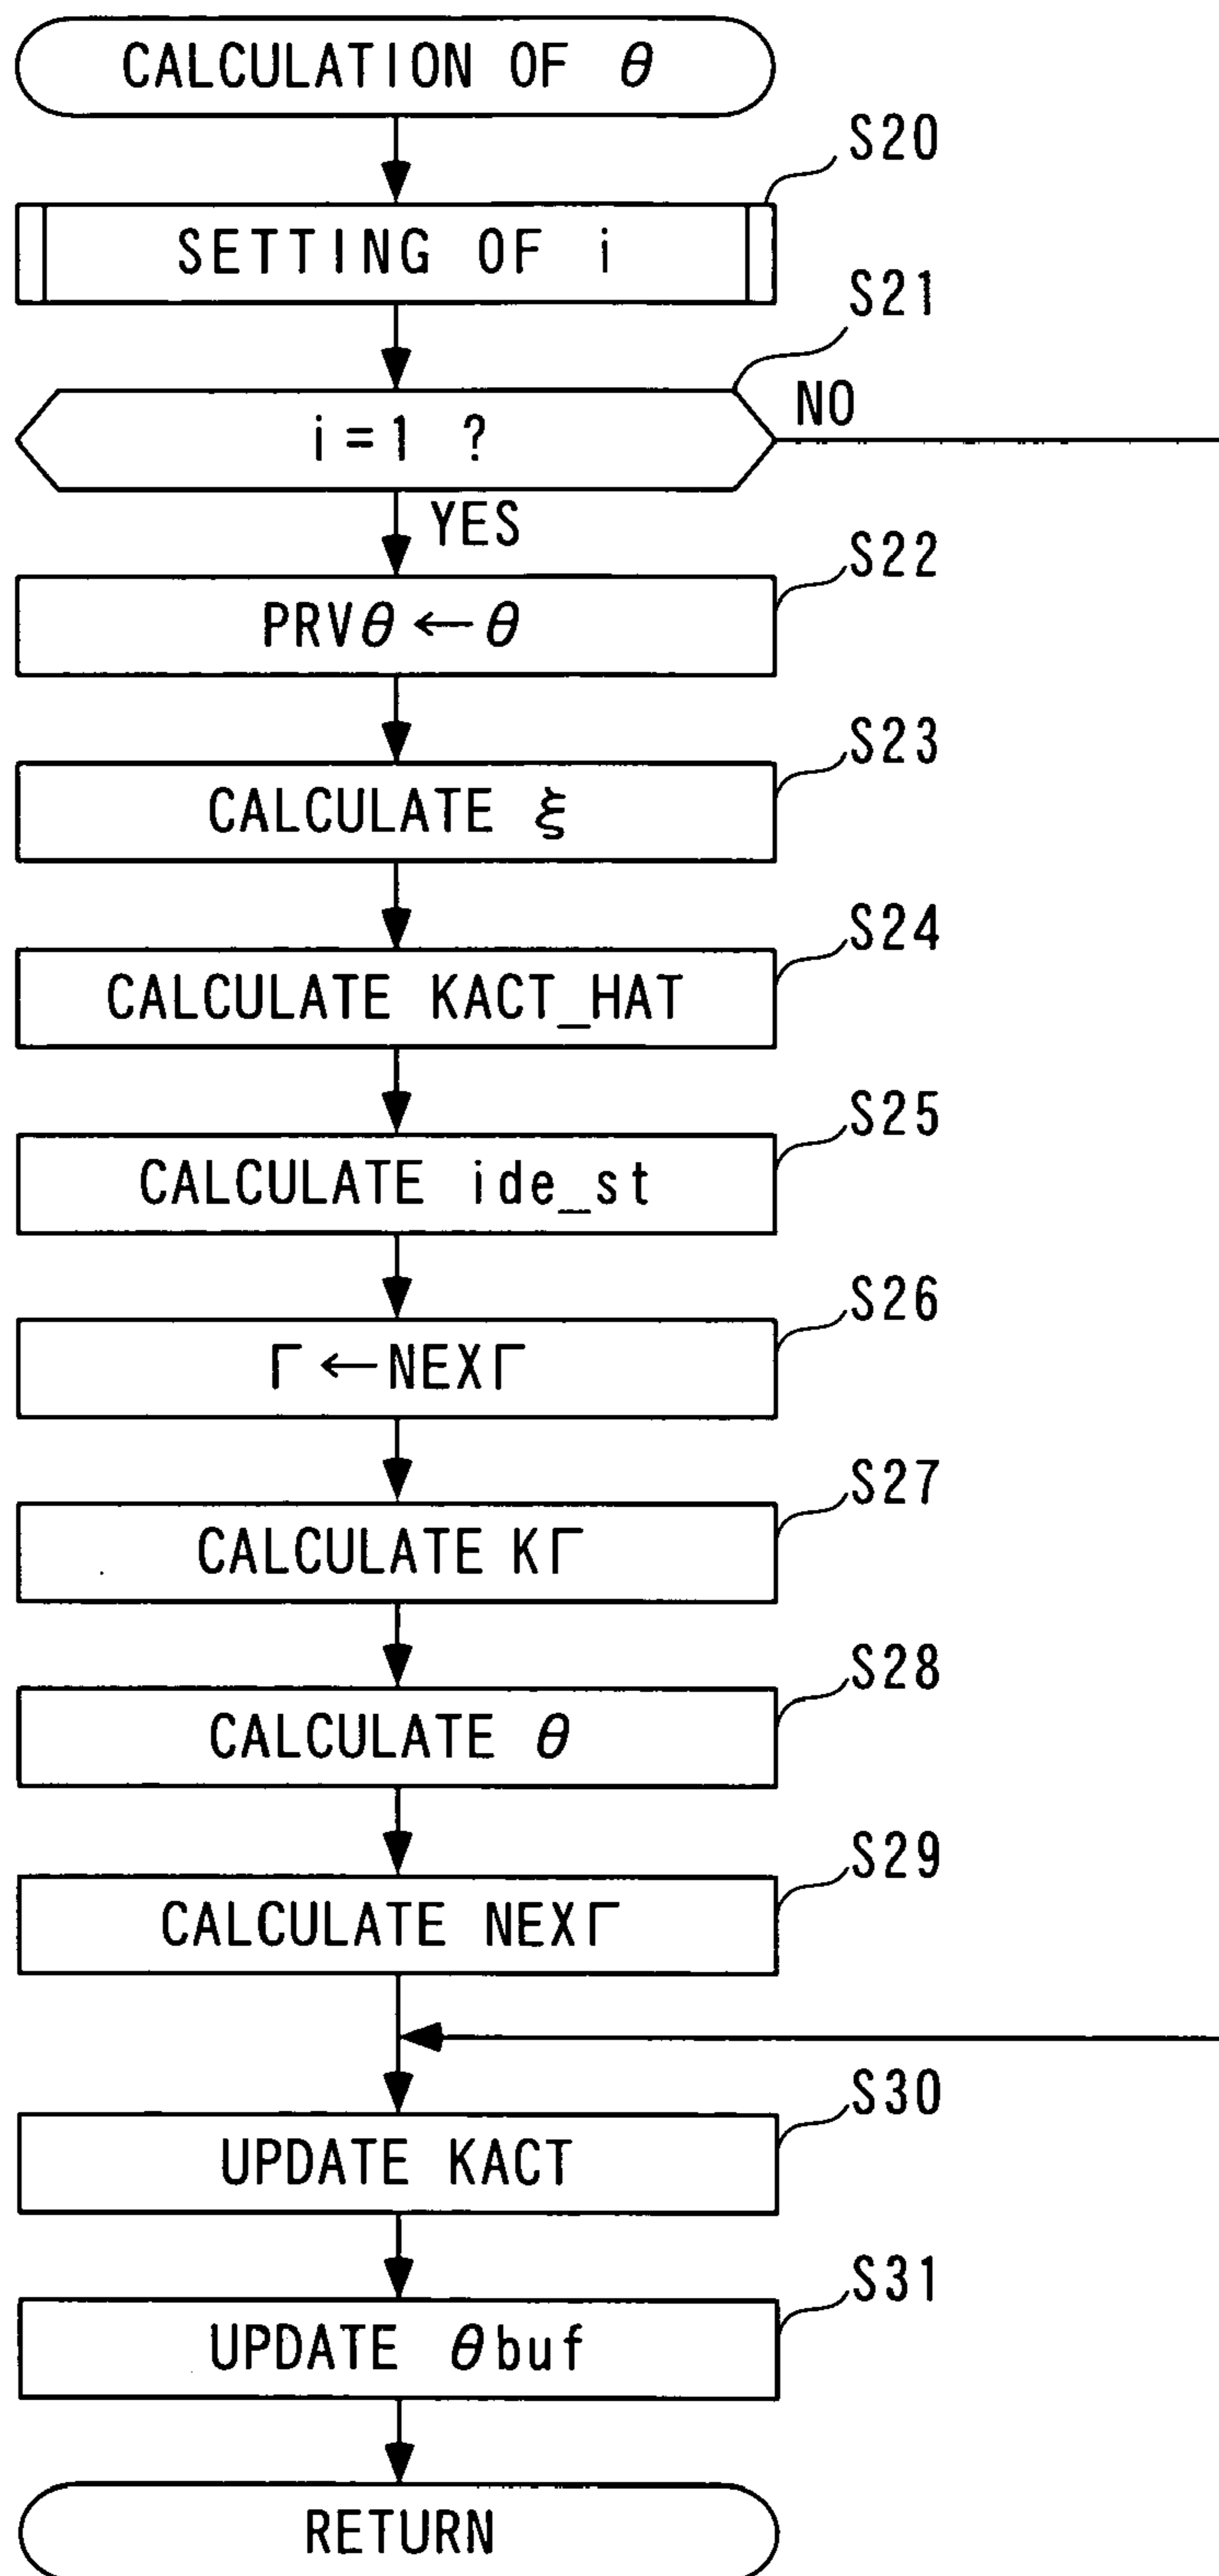 CALCULATION OF θ
S20
SETTING OF i
S21
i=1 ?
NO
YES
S22
PRVθ←θ
S23
CALCULATE ξ
S24
CALCULATE KACT_HAT
S25
CALCULATE ide_st
S26
Γ←NEXΓ
S27
CALCULATE KΓ
S28
CALCULATE θ
S29
CALCULATE NEXΓ
S30
UPDATE KACT
S31
UPDATE θbuf
RETURN